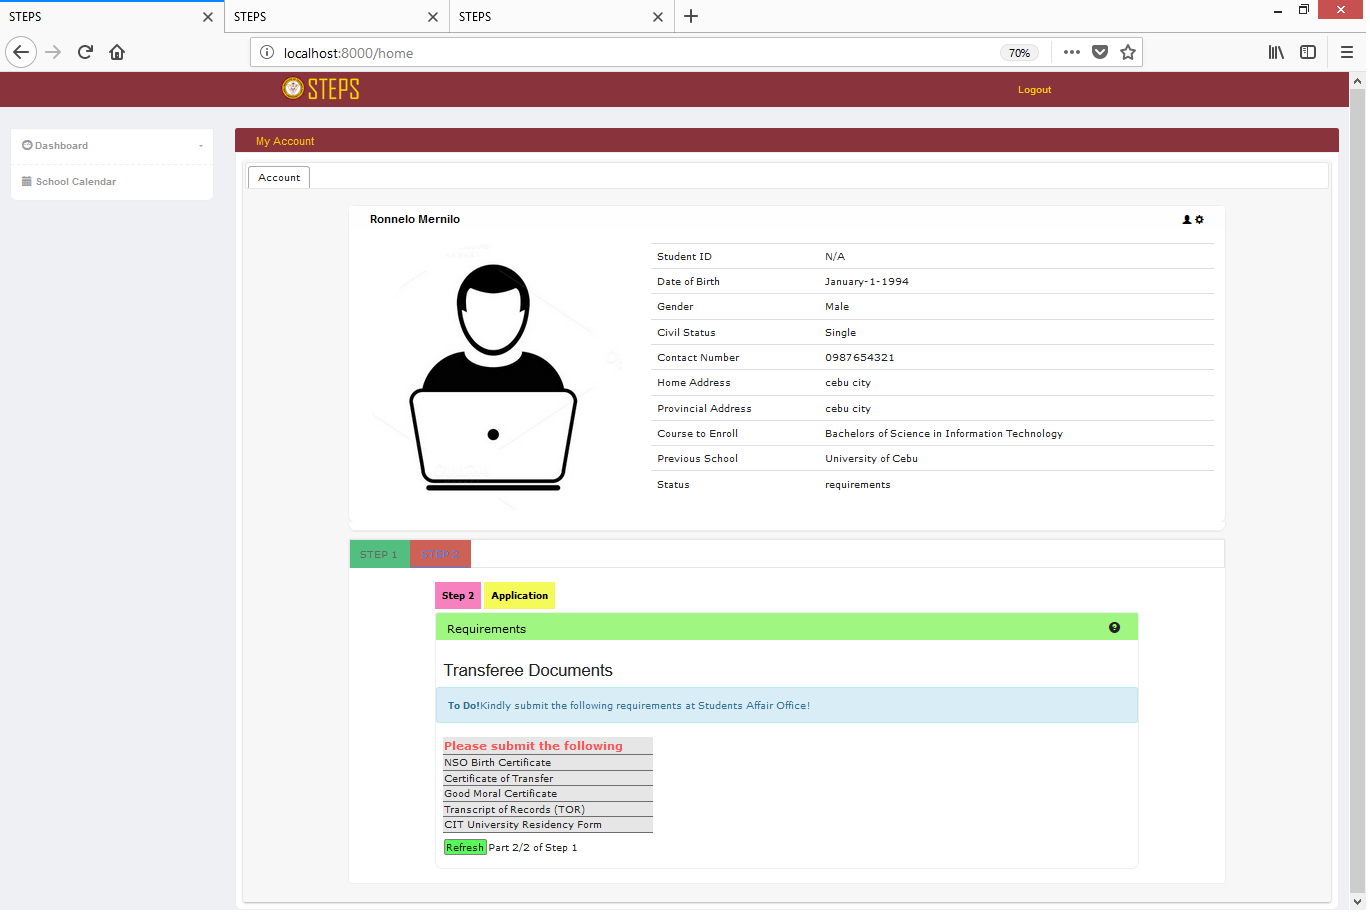 STEPS
STEPS
STEPS
localhost:8000/home
70%
STEPS
Logout
Dashboard
School Calendar
My Account
Account
Ronnelo Mernilo
Student ID N/A
Date of Birth January-1-1994
Gender Male
Civil Status Single
Contact Number 0987654321
Home Address cebu city
Provincial Address cebu city
Course to Enroll Bachelors of Science in Information Technology
Previous School University of Cebu
Status requirements
STEP 1 STEP 2
Step 2 Application
Requirements
Transferee Documents
To Do!Kindly submit the following requirements at Students Affair Office!
Please submit the following
NSO Birth Certificate
Certificate of Transfer
Good Moral Certificate
Transcript of Records (TOR)
CIT University Residency Form
Refresh Part 2/2 of Step 1